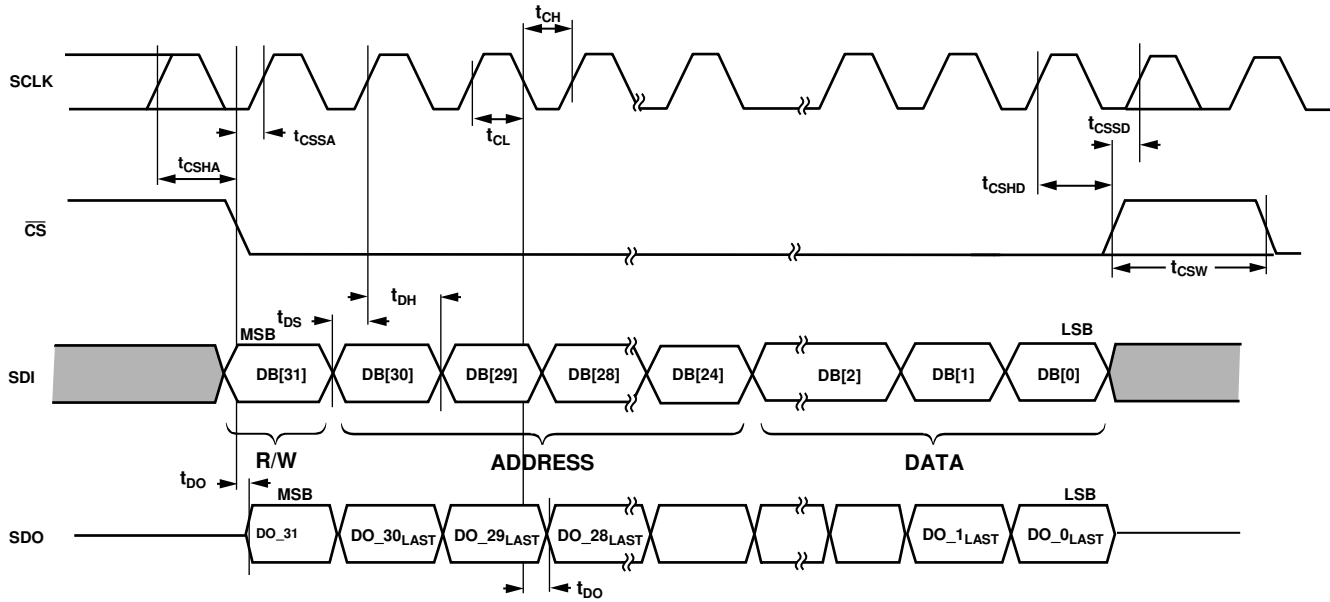 tCH
SCLK
tCSSA
tCL
tCSSD
tCSHA
tCSHD
CS
tCSW
tDS
tDH
MSB
LSB
SDI
DB[31]
DB[30]
DB[29]
DB[28]
DB[24]
DB[2]
DB[1]
DB[0]
R/W
ADDRESS
DATA
tDO
MSB
LSB
SDO
DO_31
DO_30LAST
DO_29LAST
DO_28LAST
DO_1LAST
DO_0LAST
tDO